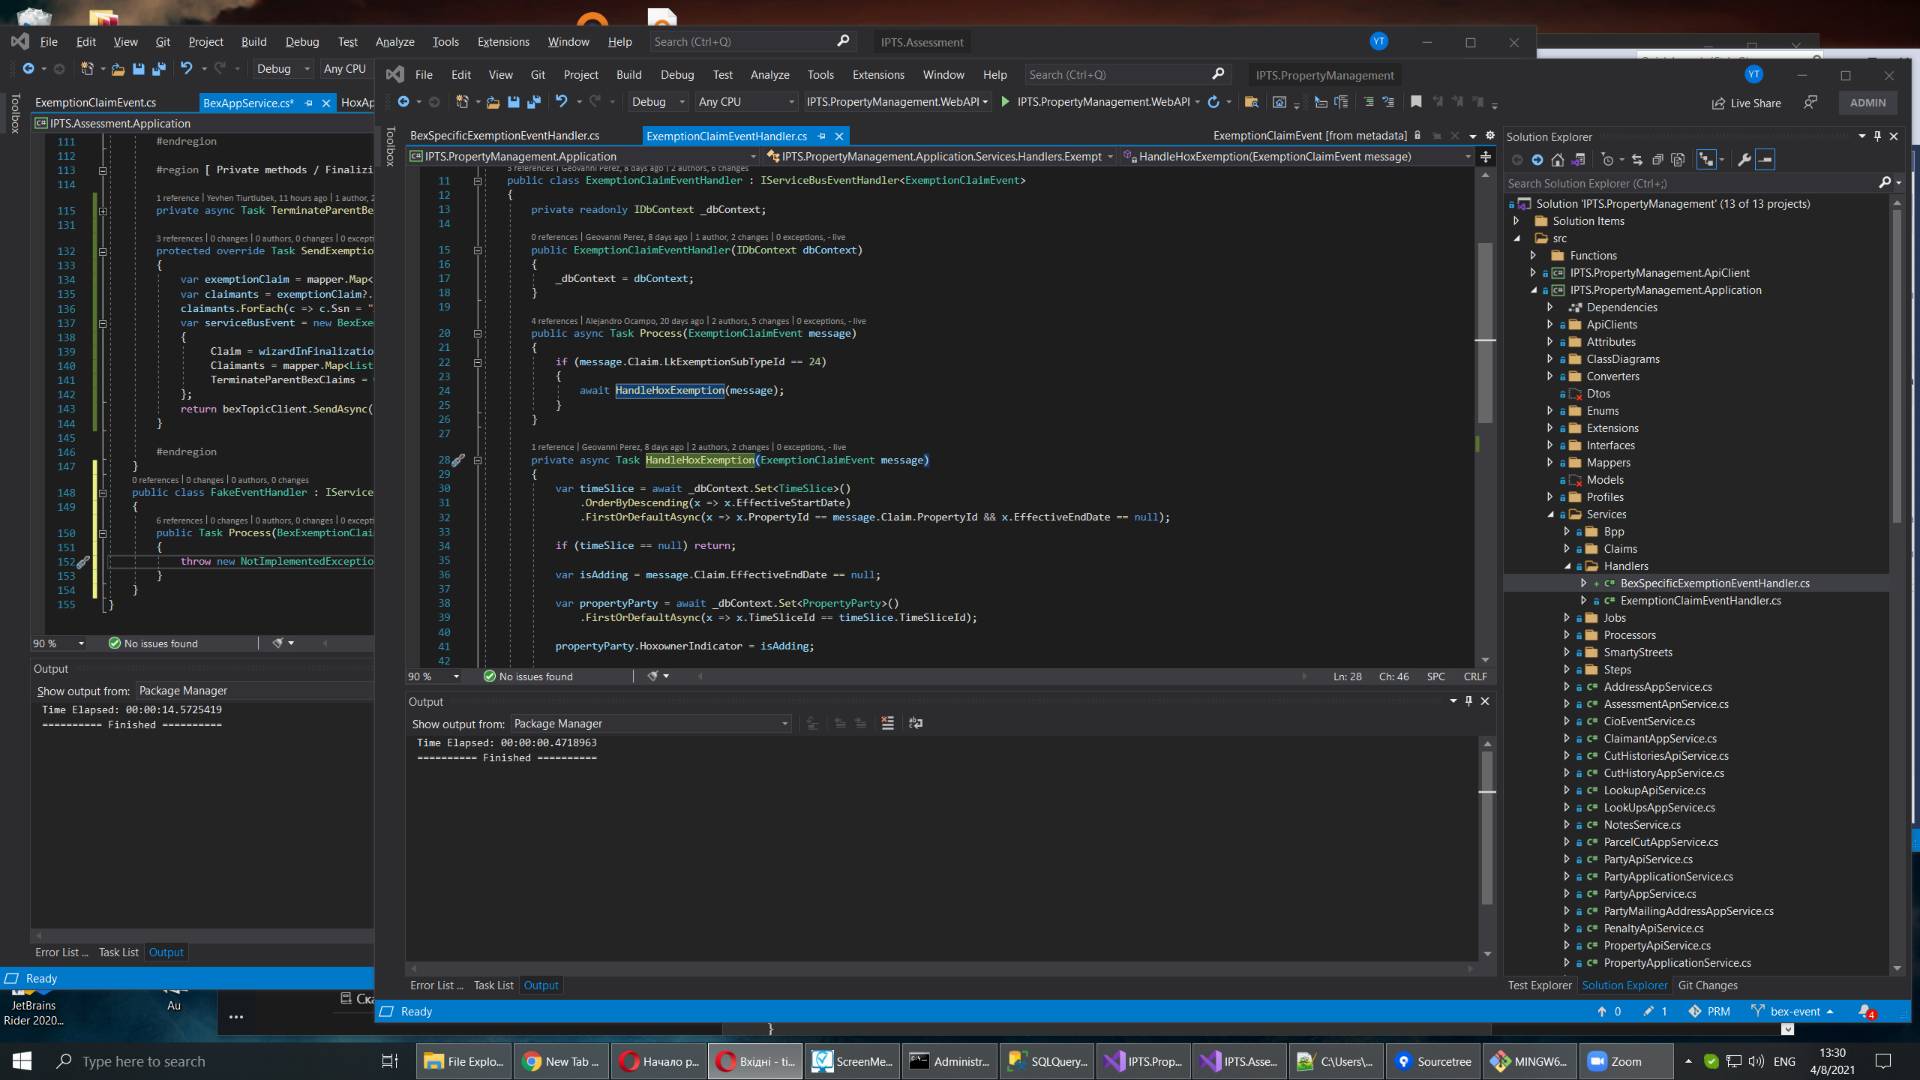 File Edit View Git Project Build Debug Test Analyze Tools Extensions Window Help Search (Ctrl+Q) IPTS.Assessment YT
Debug Any CPU
Toolbox
ExemptionClaimEvent.cs BexAppService.cs* HoxAp
IPTS.Assessment.Application
111 #endregion
112
113 #region [ Private methods / Finalizi
114
1 reference | Yevhen Tiurtlubek, 11 hours ago | 1 author, 2
115 private async Task TerminateParentBe
131
3 references | 0 changes | 0 authors, 0 changes | 0 except
132 protected override Task SendExemptio
133 {
134 var exemptionClaim = mapper.Map<
135 var claimants = exemptionClaim?.
136 claimants.ForEach(c => c.Ssn = "
137 var serviceBusEvent = new BexExe
138 {
139 Claim = wizardInFinalizatio
140 Claimants = mapper.Map<List
141 TerminateParentBexClaims =
142 };
143 return bexTopicClient.SendAsync(
144 }
145
146 #endregion
147 }
0 references | 0 changes | 0 authors, 0 changes
148 public class FakeEventHandler : IService
149 {
6 references | 0 changes | 0 authors, 0 changes | 0 except
150 public Task Process(BexExemptionClai
151 {
152 throw new NotImplementedExceptio
153 }
154 }
155 }
90 % No issues found
Output
Show output from: Package Manager
Time Elapsed: 00:00:14.5725419
========== Finished ==========
Error List ... Task List Output
Ready
File Edit View Git Project Build Debug Test Analyze Tools Extensions Window Help Search (Ctrl+Q) IPTS.PropertyManagement YT
Debug Any CPU IPTS.PropertyManagement.WebAPI IPTS.PropertyManagement.WebAPI Live Share ADMIN
Toolbox
BexSpecificExemptionEventHandler.cs ExemptionClaimEventHandler.cs ExemptionClaimEvent [from metadata]
IPTS.PropertyManagement.Application IPTS.PropertyManagement.Application.Services.Handlers.Exempt HandleHoxExemption(ExemptionClaimEvent message)
3 references | Geovanni Perez, 8 days ago | 2 authors, 6 changes
11 public class ExemptionClaimEventHandler : IServiceBusEventHandler<ExemptionClaimEvent>
12 {
13 private readonly IDbContext _dbContext;
14
0 references | Geovanni Perez, 8 days ago | 1 author, 2 changes | 0 exceptions, - live
15 public ExemptionClaimEventHandler(IDbContext dbContext)
16 {
17 _dbContext = dbContext;
18 }
19
4 references | Alejandro Ocampo, 20 days ago | 2 authors, 5 changes | 0 exceptions, - live
20 public async Task Process(ExemptionClaimEvent message)
21 {
22 if (message.Claim.LkExemptionSubTypeId == 24)
23 {
24 await HandleHoxExemption(message);
25 }
26 }
27
1 reference | Geovanni Perez, 8 days ago | 2 authors, 2 changes | 0 exceptions, - live
28 private async Task HandleHoxExemption(ExemptionClaimEvent message)
29 {
30 var timeSlice = await _dbContext.Set<TimeSlice>()
31 .OrderByDescending(x => x.EffectiveStartDate)
32 .FirstOrDefaultAsync(x => x.PropertyId == message.Claim.PropertyId && x.EffectiveEndDate == null);
33
34 if (timeSlice == null) return;
35
36 var isAdding = message.Claim.EffectiveEndDate == null;
37
38 var propertyParty = await _dbContext.Set<PropertyParty>()
39 .FirstOrDefaultAsync(x => x.TimeSliceId == timeSlice.TimeSliceId);
40
41 propertyParty.HoxownerIndicator = isAdding;
42
90 % No issues found Ln: 28 Ch: 46 SPC CRLF
Output
Show output from: Package Manager
Time Elapsed: 00:00:00.4718963
========== Finished ==========
Error List ... Task List Output
Ready
Solution Explorer
Search Solution Explorer (Ctrl+;)
Solution 'IPTS.PropertyManagement' (13 of 13 projects)
Solution Items
src
Functions
IPTS.PropertyManagement.ApiClient
IPTS.PropertyManagement.Application
Dependencies
ApiClients
Attributes
ClassDiagrams
Converters
Dtos
Enums
Extensions
Interfaces
Mappers
Models
Profiles
Services
Bpp
Claims
Handlers
BexSpecificExemptionEventHandler.cs
ExemptionClaimEventHandler.cs
Jobs
Processors
SmartyStreets
Steps
AddressAppService.cs
AssessmentApnService.cs
CioEventService.cs
ClaimantAppService.cs
CutHistoriesApiService.cs
CutHistoryAppService.cs
LookupApiService.cs
LookUpsAppService.cs
NotesService.cs
ParcelCutAppService.cs
PartyApiService.cs
PartyApplicationService.cs
PartyAppService.cs
PartyMailingAddressAppService.cs
PenaltyApiService.cs
PropertyApiService.cs
PropertyApplicationService.cs
Test Explorer Solution Explorer Git Changes
0 1 PRM bex-event 4
JetBrains
Rider 2020...
Au
...
Ска
}
Type here to search File Explo... New Tab ... Начало р... Вхідні - ti... ScreenMe... Administr... SQLQuery... IPTS.Prop... IPTS.Asse... C:\Users\... Sourcetree MINGW6... Zoom ENG 13:30
4/8/2021